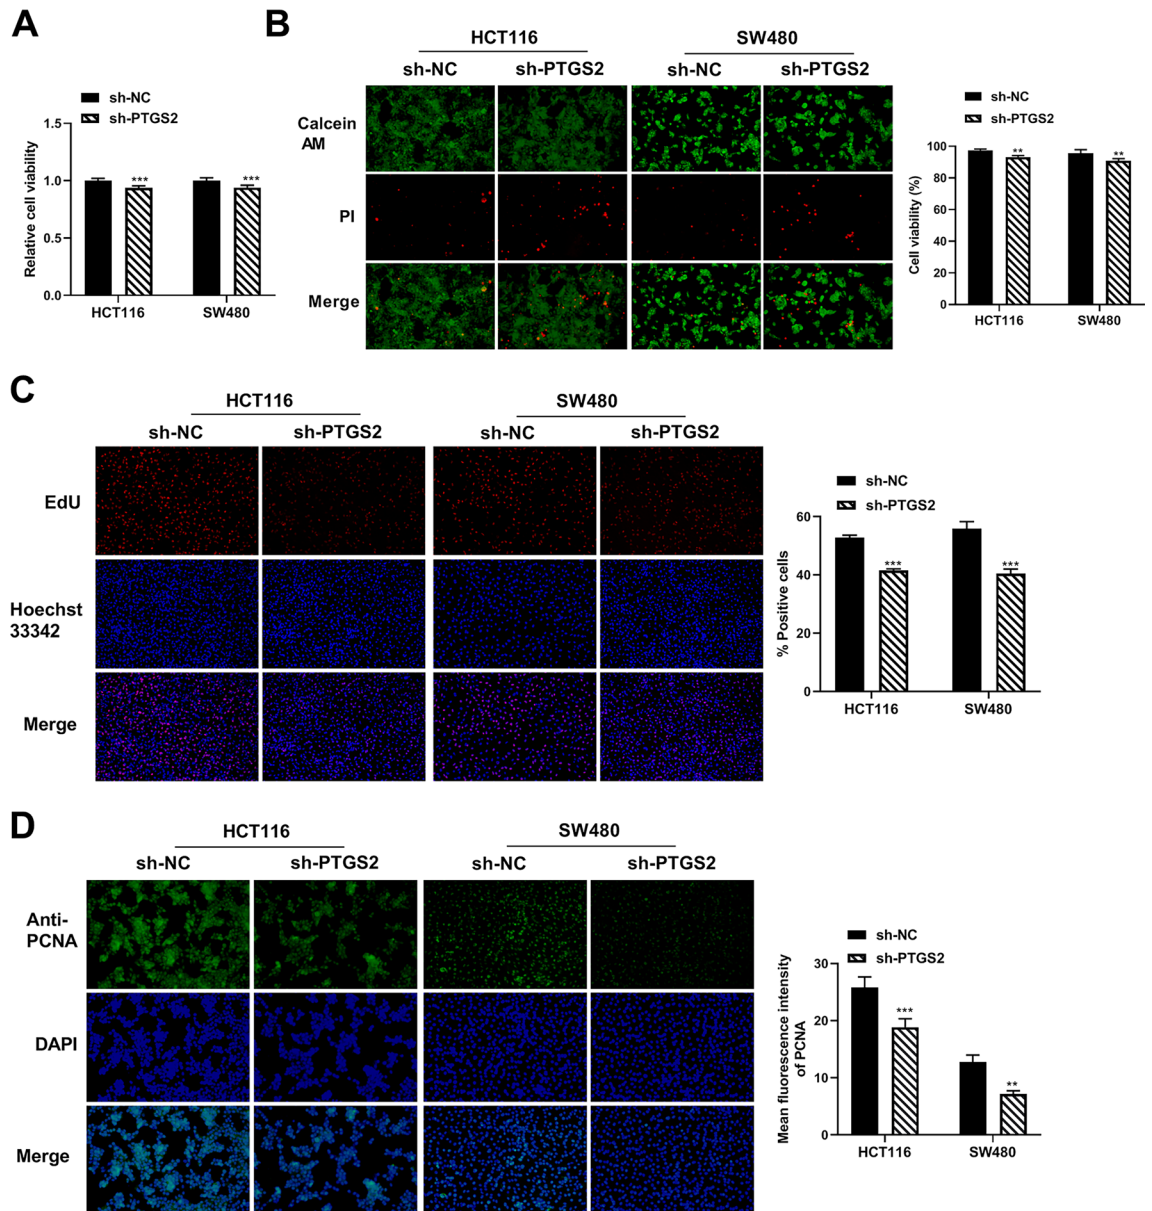 A
sh-NC
sh-PTGS2
Relative cell viability
1.5
1.0
0.5
0.0
***
***
HCT116
SW480
B
HCT116
SW480
sh-NC
sh-PTGS2
sh-NC
sh-PTGS2
Calcein
AM
PI
Merge
sh-NC
sh-PTGS2
Cell viability (%)
100
80
60
40
20
0
**
**
HCT116
SW480
C
HCT116
SW480
sh-NC
sh-PTGS2
sh-NC
sh-PTGS2
EdU
Hoechst
33342
Merge
sh-NC
sh-PTGS2
% Positive cells
60
40
20
0
***
***
HCT116
SW480
D
HCT116
SW480
sh-NC
sh-PTGS2
sh-NC
sh-PTGS2
Anti-
PCNA
DAPI
Merge
sh-NC
sh-PTGS2
Mean fluorescence intensity
of PCNA
30
20
10
0
***
**
HCT116
SW480